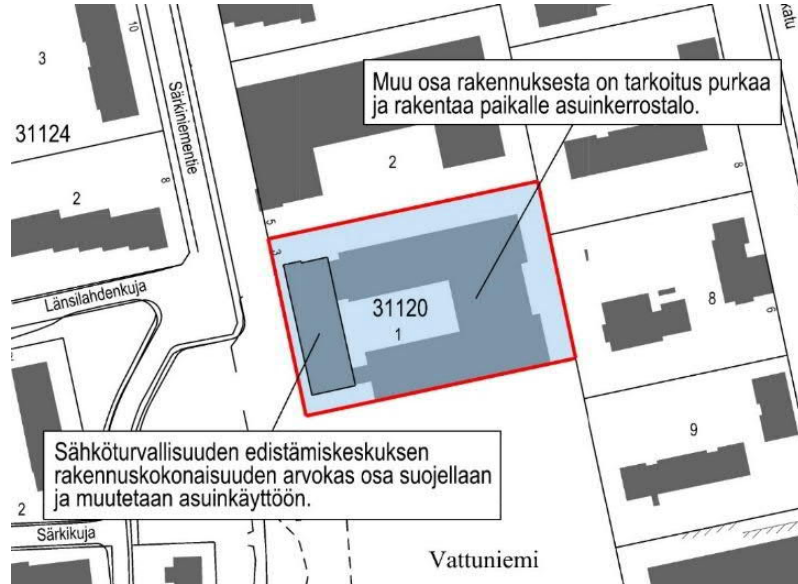 10
katu
3
Muu osa rakennuksesta on tarkoitus purkaa
ja rakentaa paikalle asuinkerrostalo.
Särkiniementie
31124
2
8
8
2
5
3
Länsilahdenkuja
31120
1
8
6
2
9
Sähköturvallisuuden edistämiskeskuksen
rakennuskokonaisuuden arvokas osa suojellaan
ja muutetaan asuinkäyttöön.
2
Särkikuja
Vattuniemi